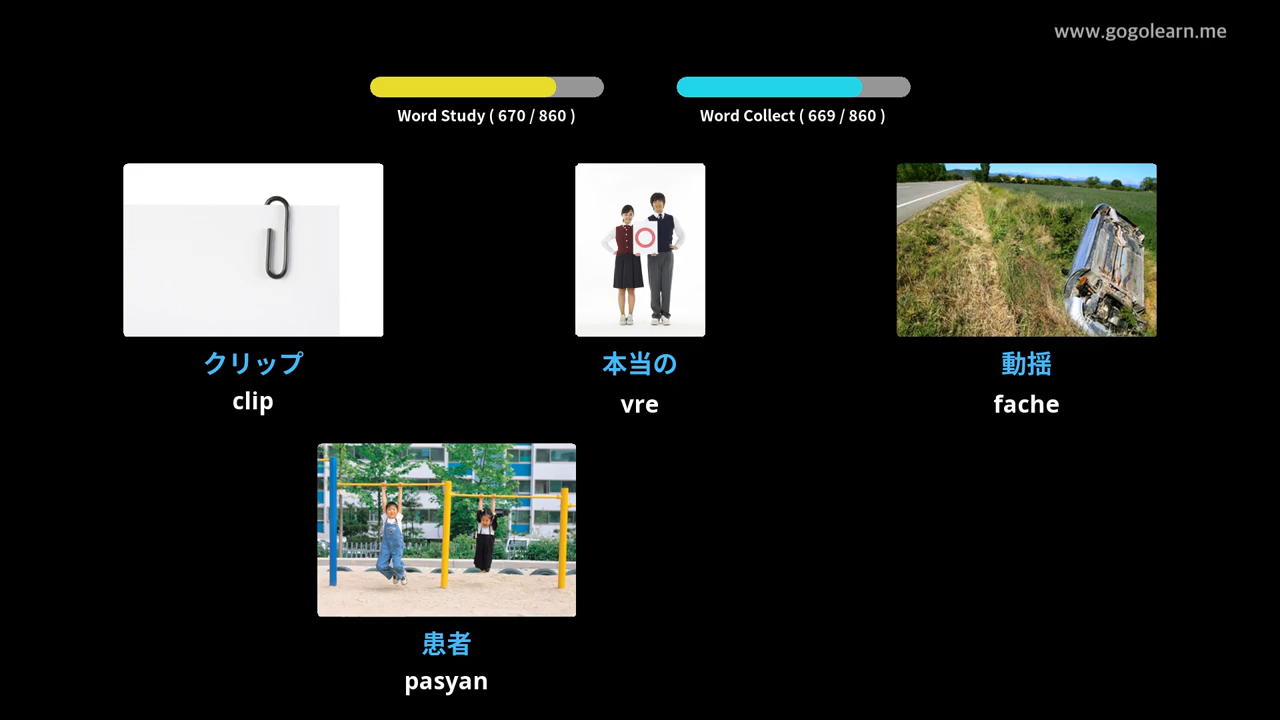 www.gogolearn.me
Word Study ( 670 / 860 )
Word Collect ( 669 / 860 )
クリップ
clip
本当の
vre
動揺
fache
患者
pasyan